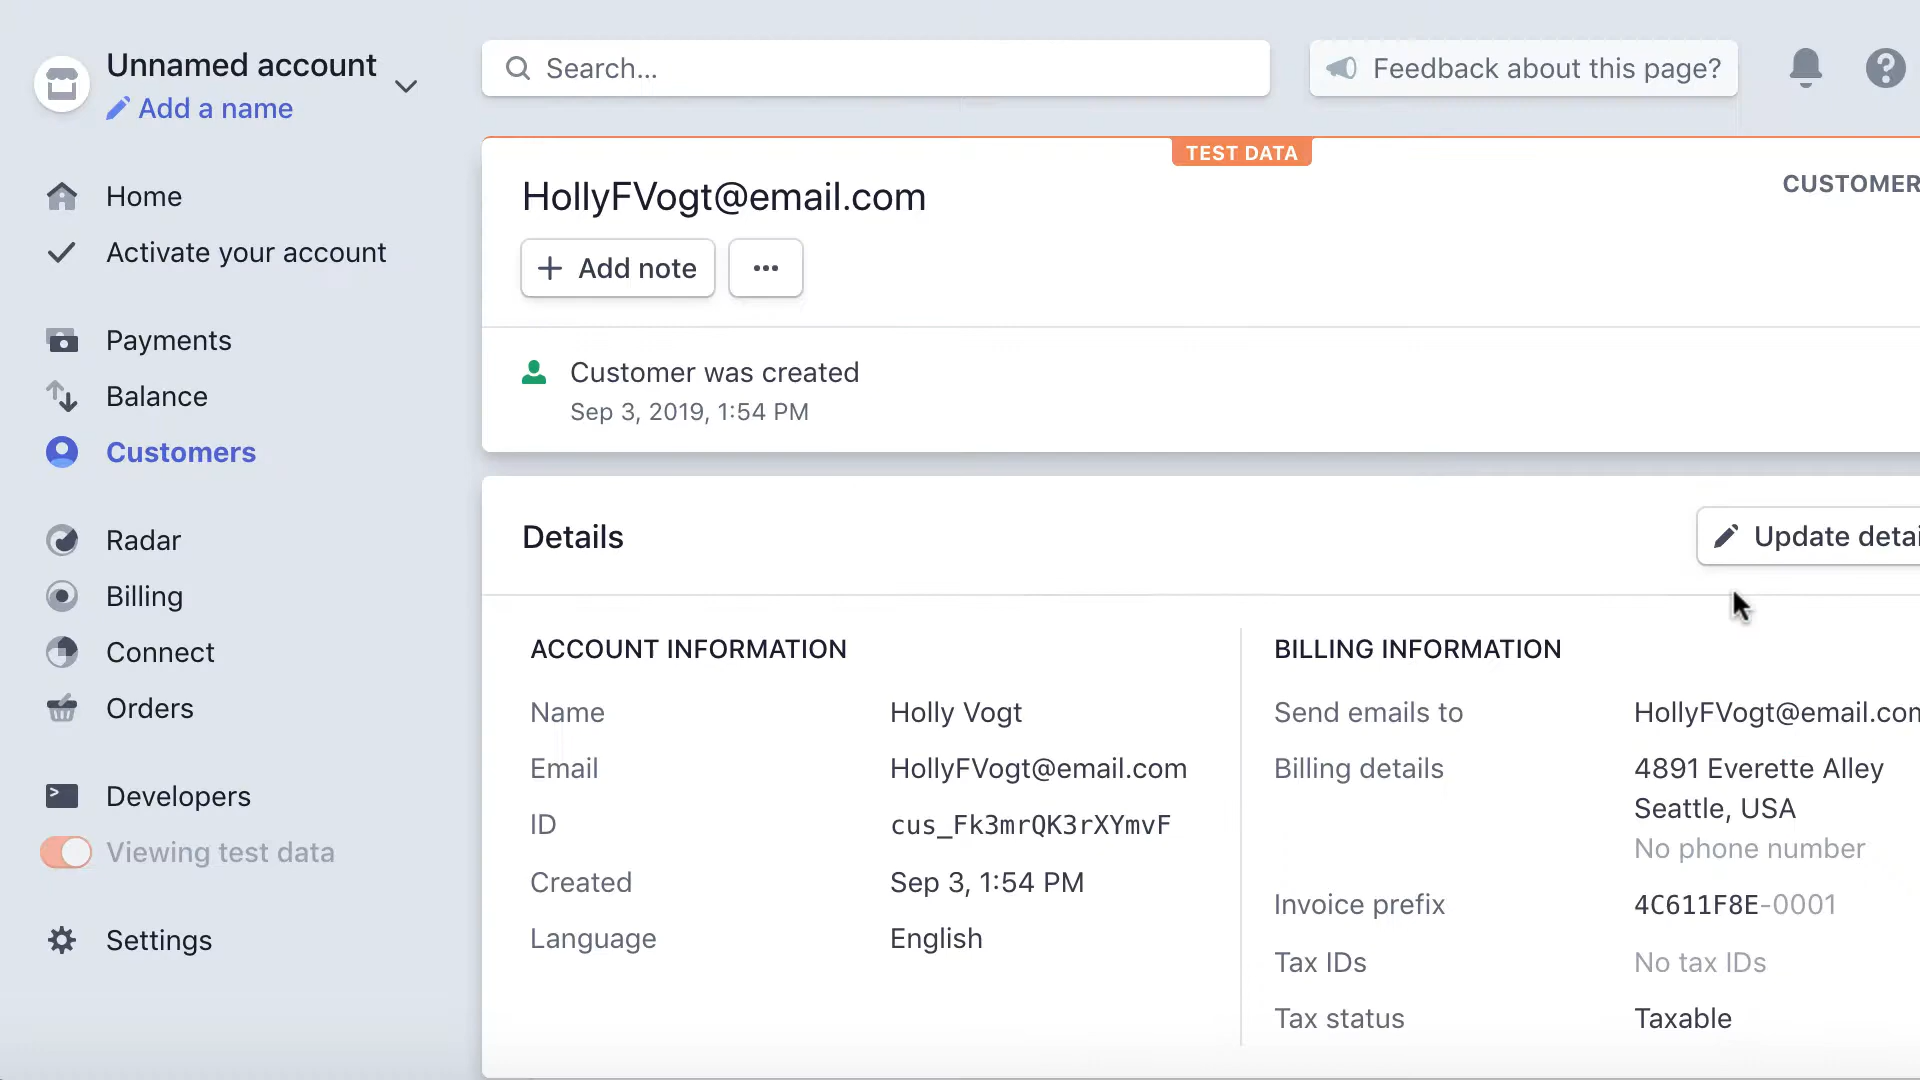 Unnamed account
Add a name
Search...
Feedback about this page?
Home
Activate your account
Payments
Balance
Customers
Radar
Billing
Connect
Orders
Developers
Viewing test data
Settings
TEST DATA
HollyFVogt@email.com
CUSTOMER
Add note
Customer was created
Sep 3, 2019, 1:54 PM
Details
Update detai
ACCOUNT INFORMATION
Name Holly Vogt
Email HollyFVogt@email.com
ID cus_Fk3mrQK3rXYmvF
Created Sep 3, 1:54 PM
Language English
BILLING INFORMATION
Send emails to HollyFVogt@email.com
Billing details 4891 Everette Alley
Seattle, USA
No phone number
Invoice prefix 4C611F8E-0001
Tax IDs No tax IDs
Tax status Taxable